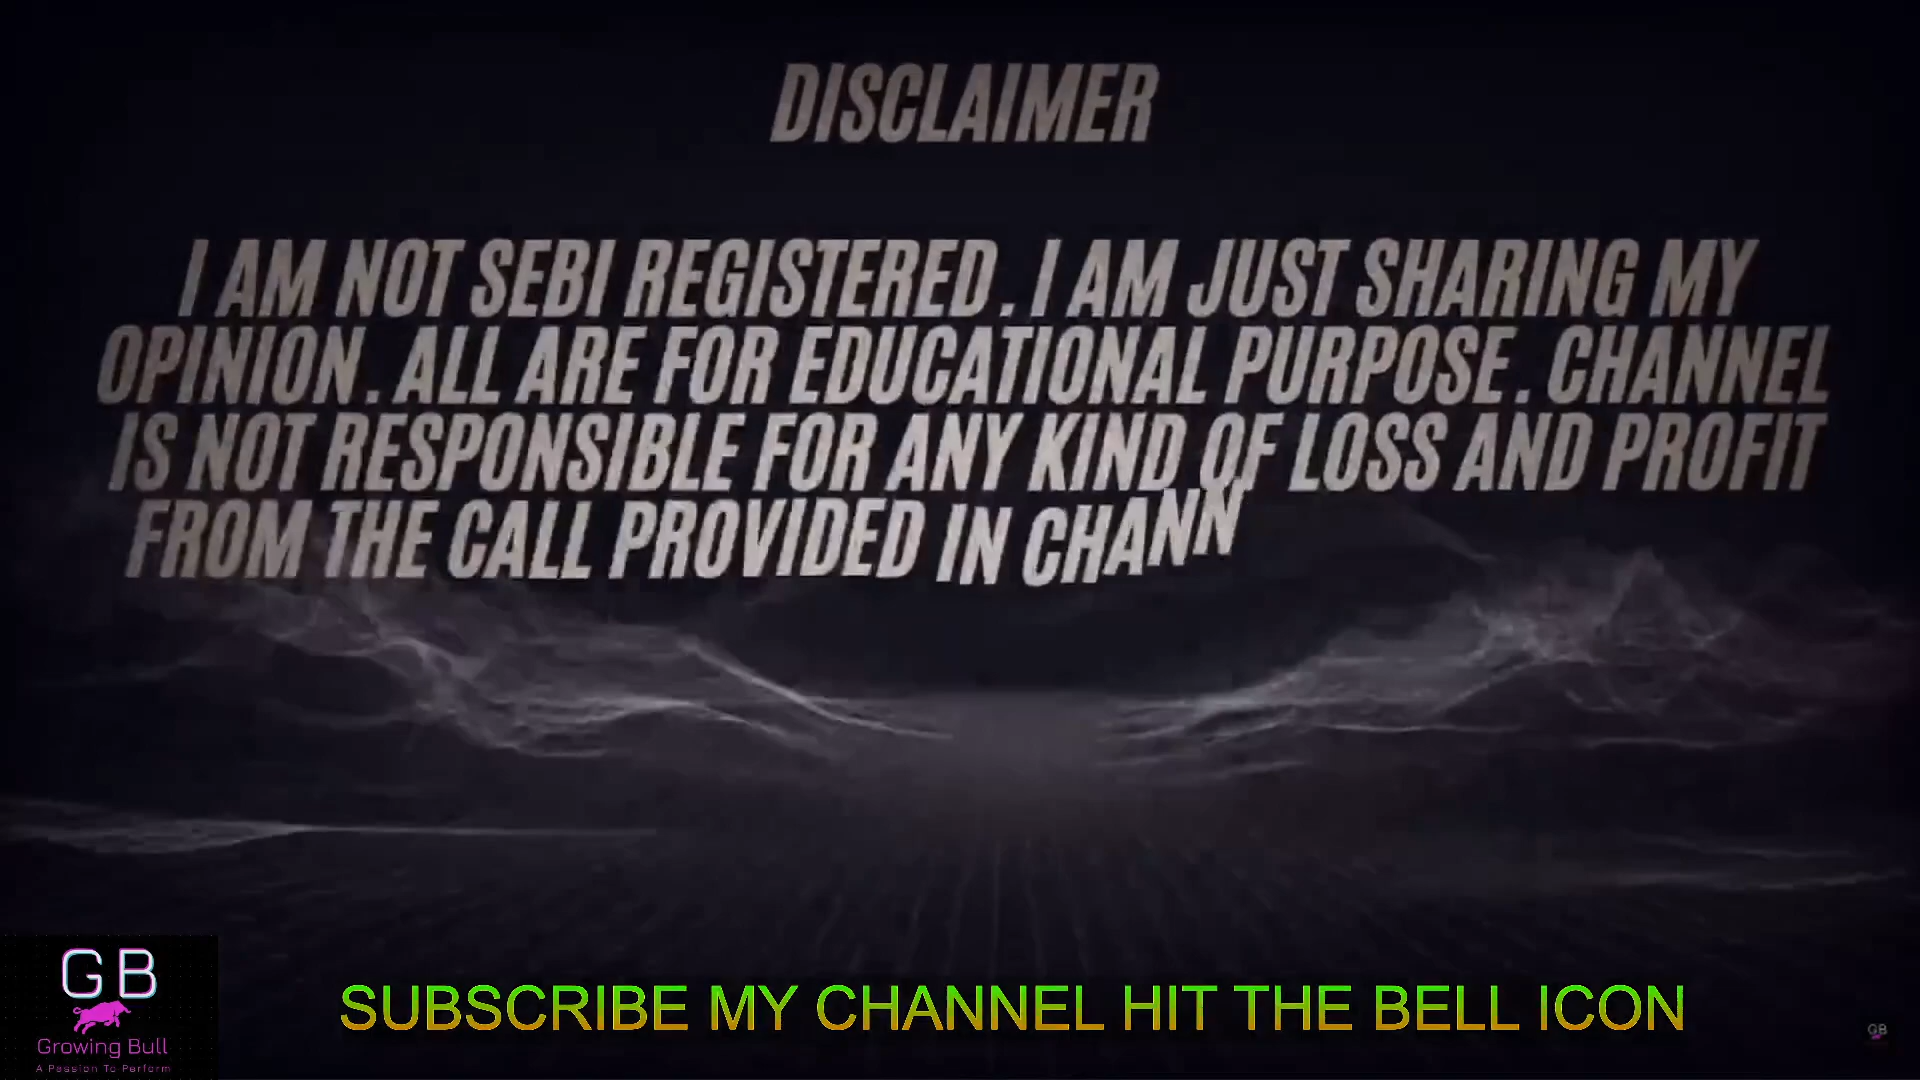 DISCLAIMER
I AM NOT SEBI REGISTERED. I AM JUST SHARING MY
OPINION. ALL ARE FOR EDUCATIONAL PURPOSE. CHANNEL
IS NOT RESPONSIBLE FOR ANY KIND OF LOSS AND PROFIT
FROM THE CALL PROVIDED IN CHANN
GB
Growing Bull
A Passion To Perform
SUBSCRIBE MY CHANNEL HIT THE BELL ICON
GB